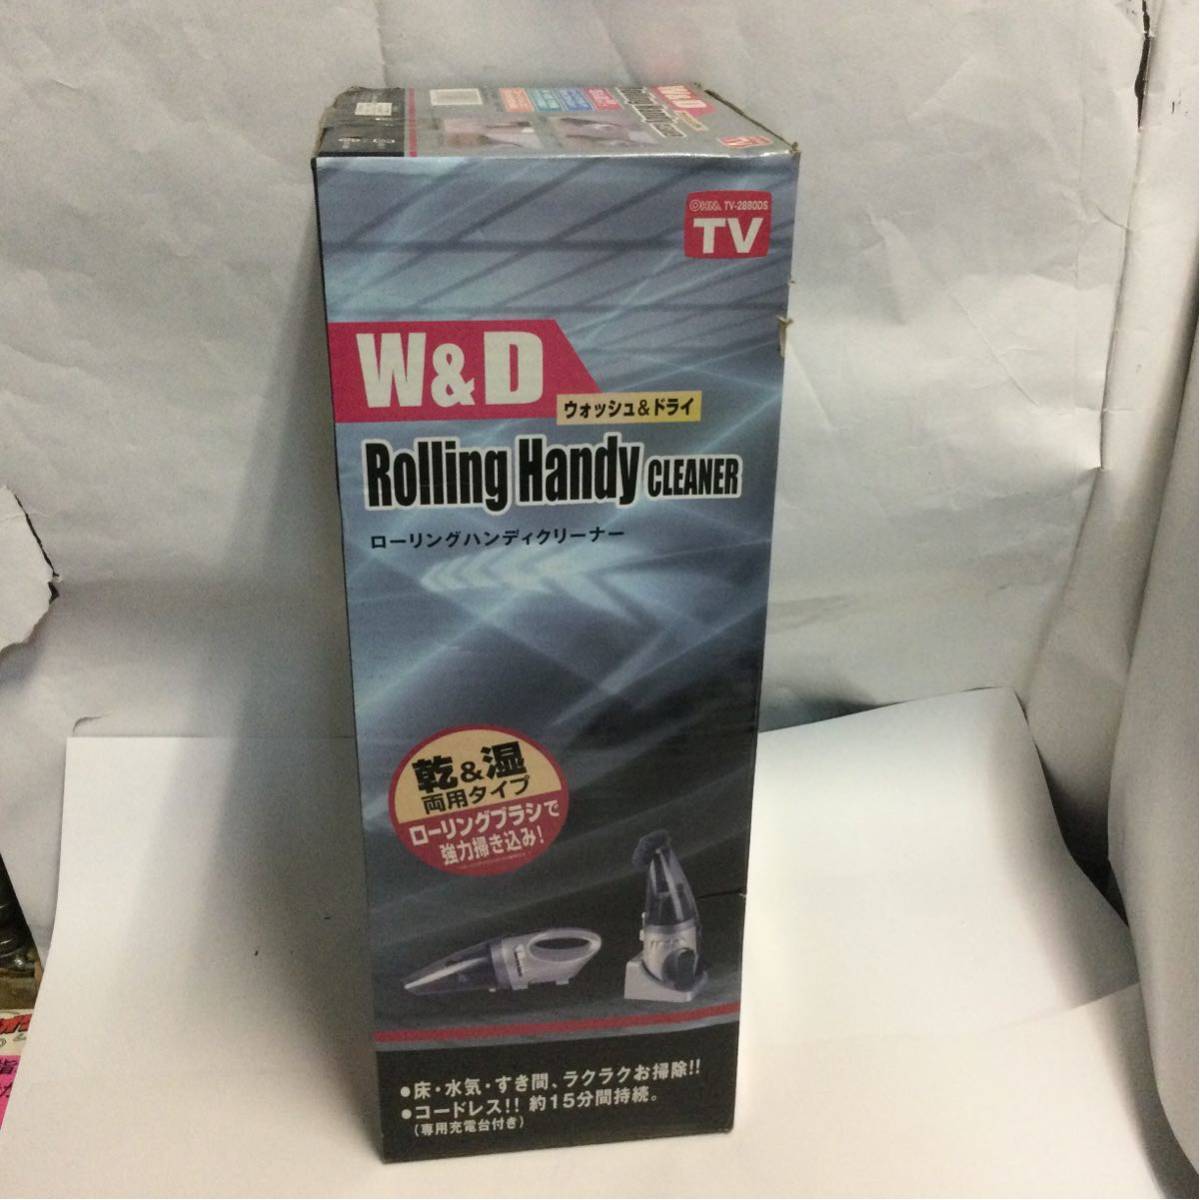 W&D
OHM TV-2880DS
TV
W&D
ウォッシュ&ドライ
Rolling Handy CLEANER
ローリングハンディクリーナー
乾&湿
両用タイプ
ローリングブラシで
強力掃き込み!
●床・水気・すき間、ラクラクお掃除!!
●コードレス!! 約15分間持続。
(専用充電台付き)